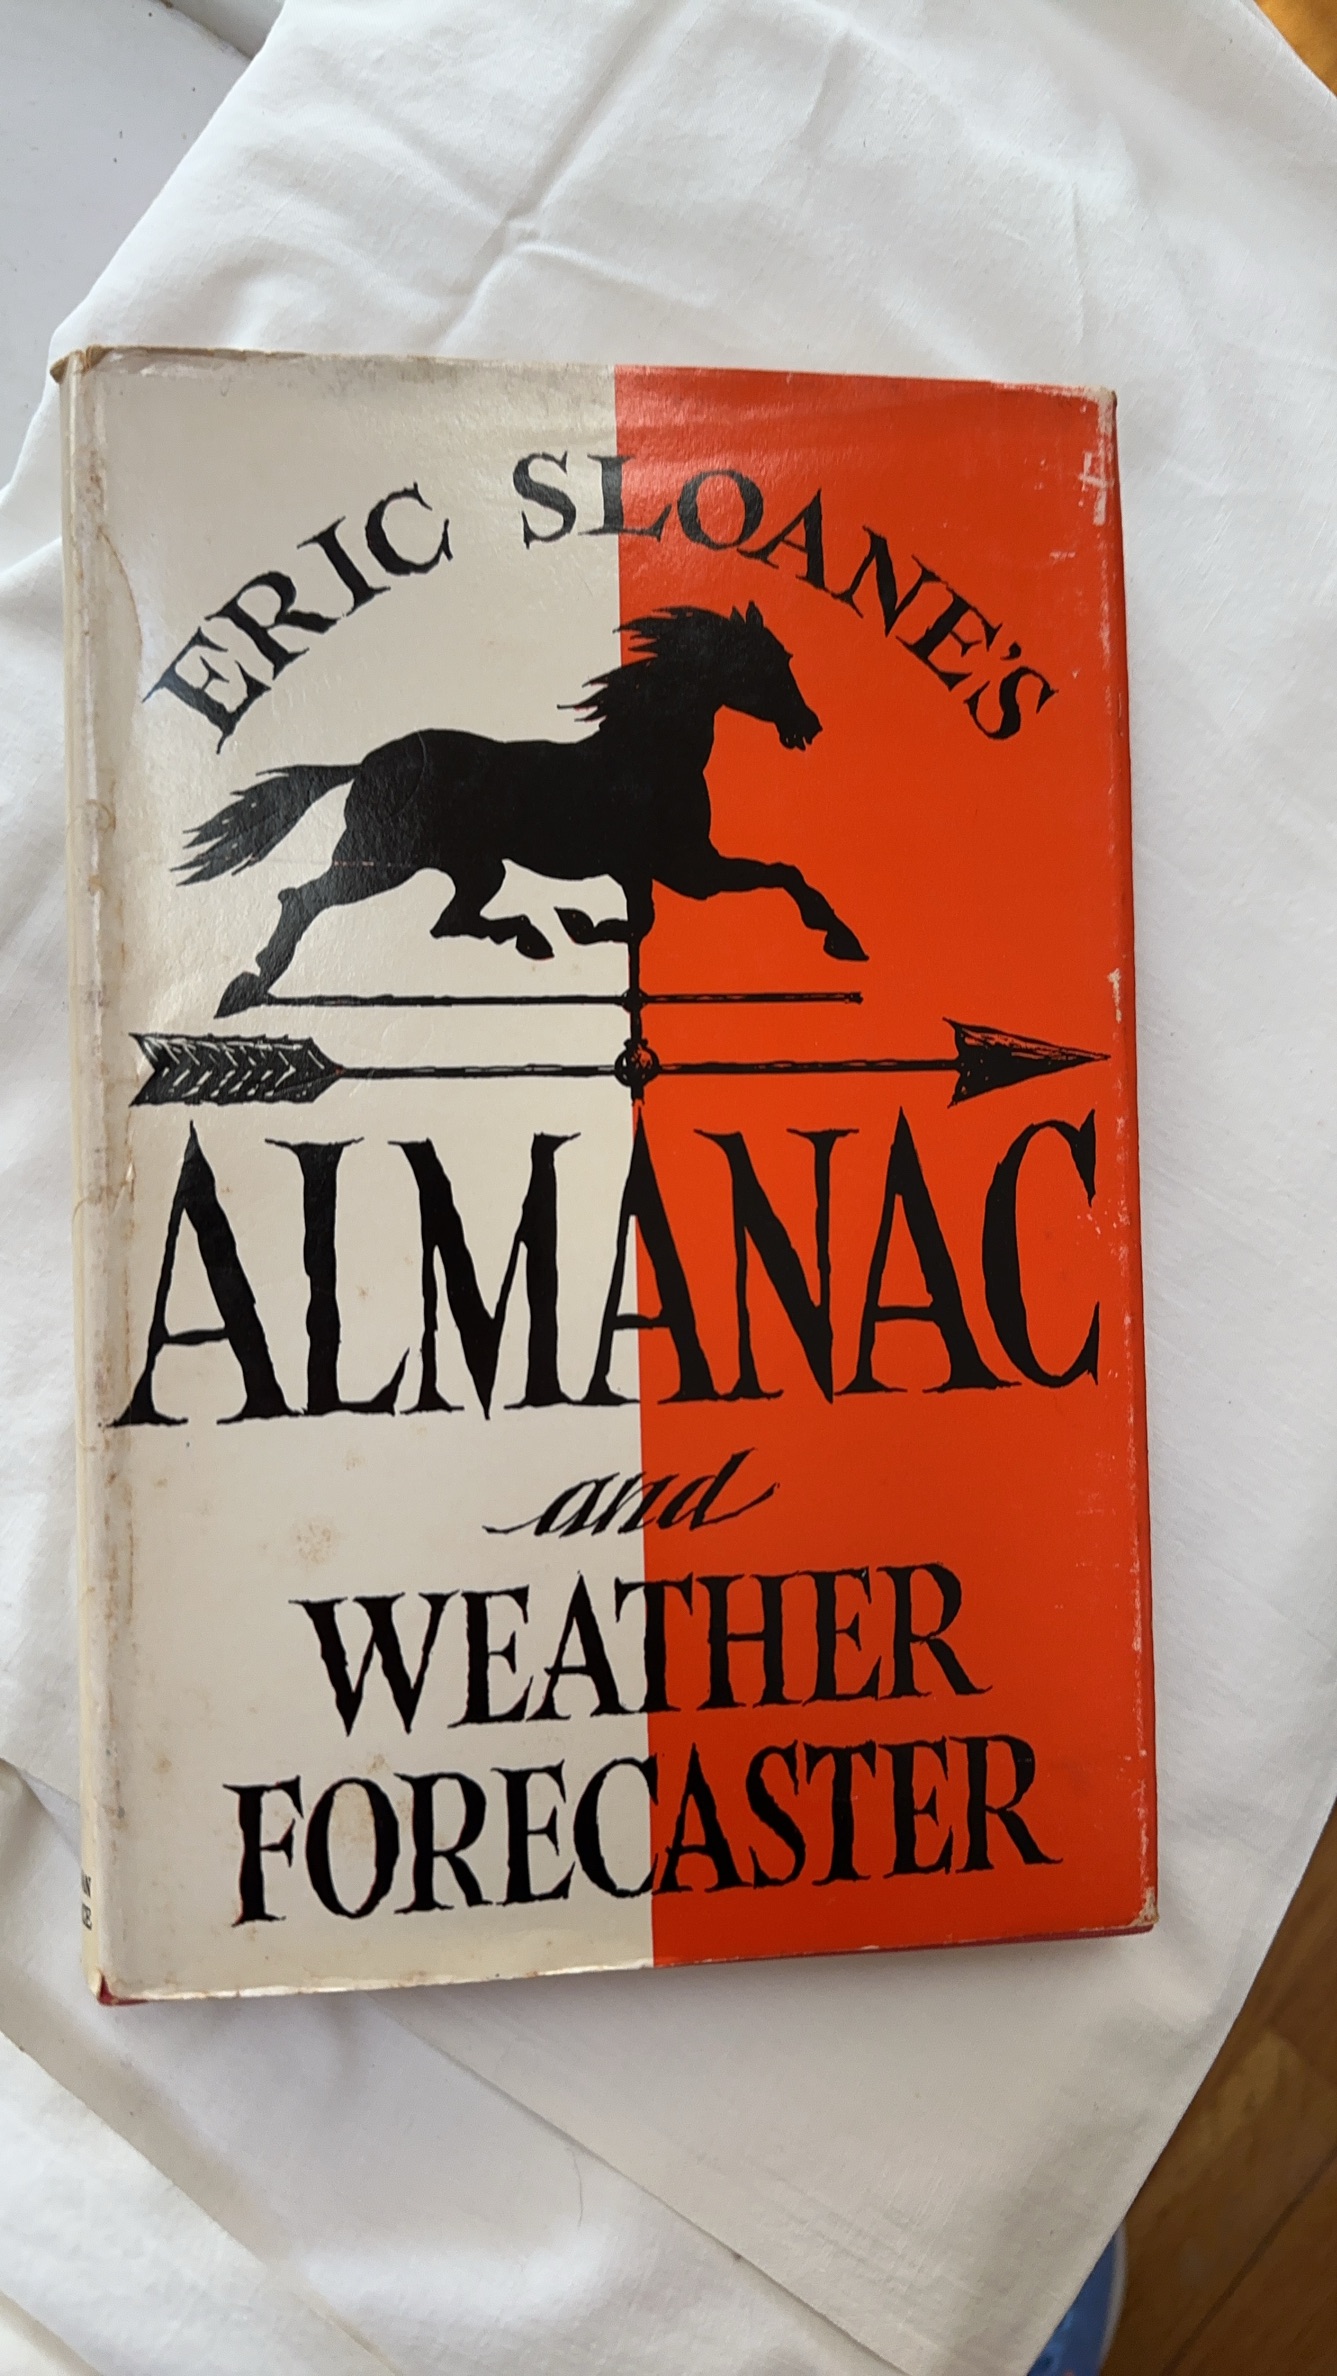 ERIC SLOANE'S
ALMANAC
and
WEATHER
FORECASTER